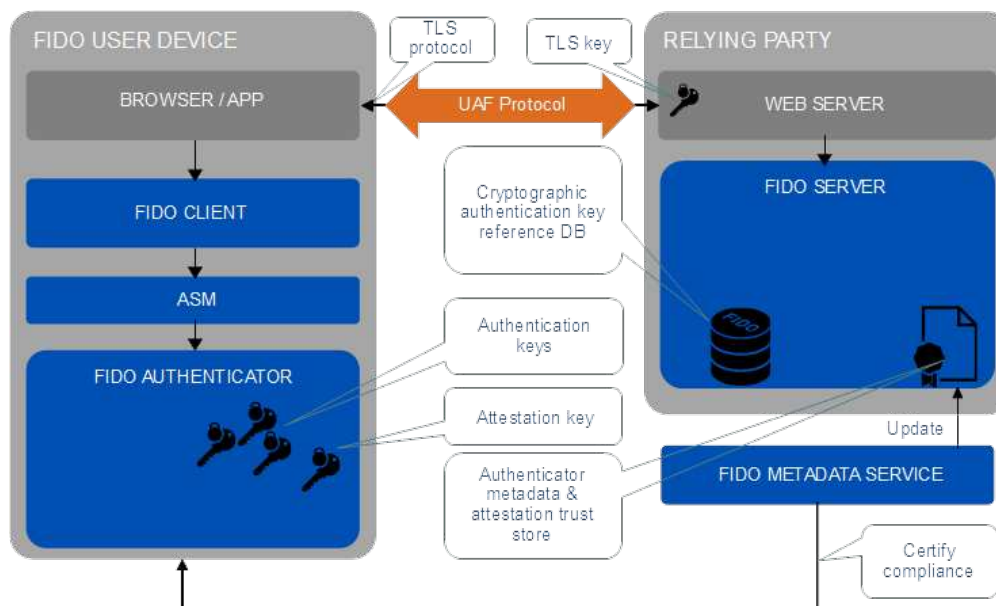 FIDO USER DEVICE
BROWSER / APP
FIDO CLIENT
ASM
FIDO AUTHENTICATOR
TLS
protocol
TLS key
UAF Protocol
Cryptographic
authentication key
reference DB
Authentication
keys
Attestation key
Authenticator
metadata &
attestation trust
store
RELYING PARTY
WEB SERVER
FIDO SERVER
FIDO
Update
FIDO METADATA SERVICE
Certify
compliance